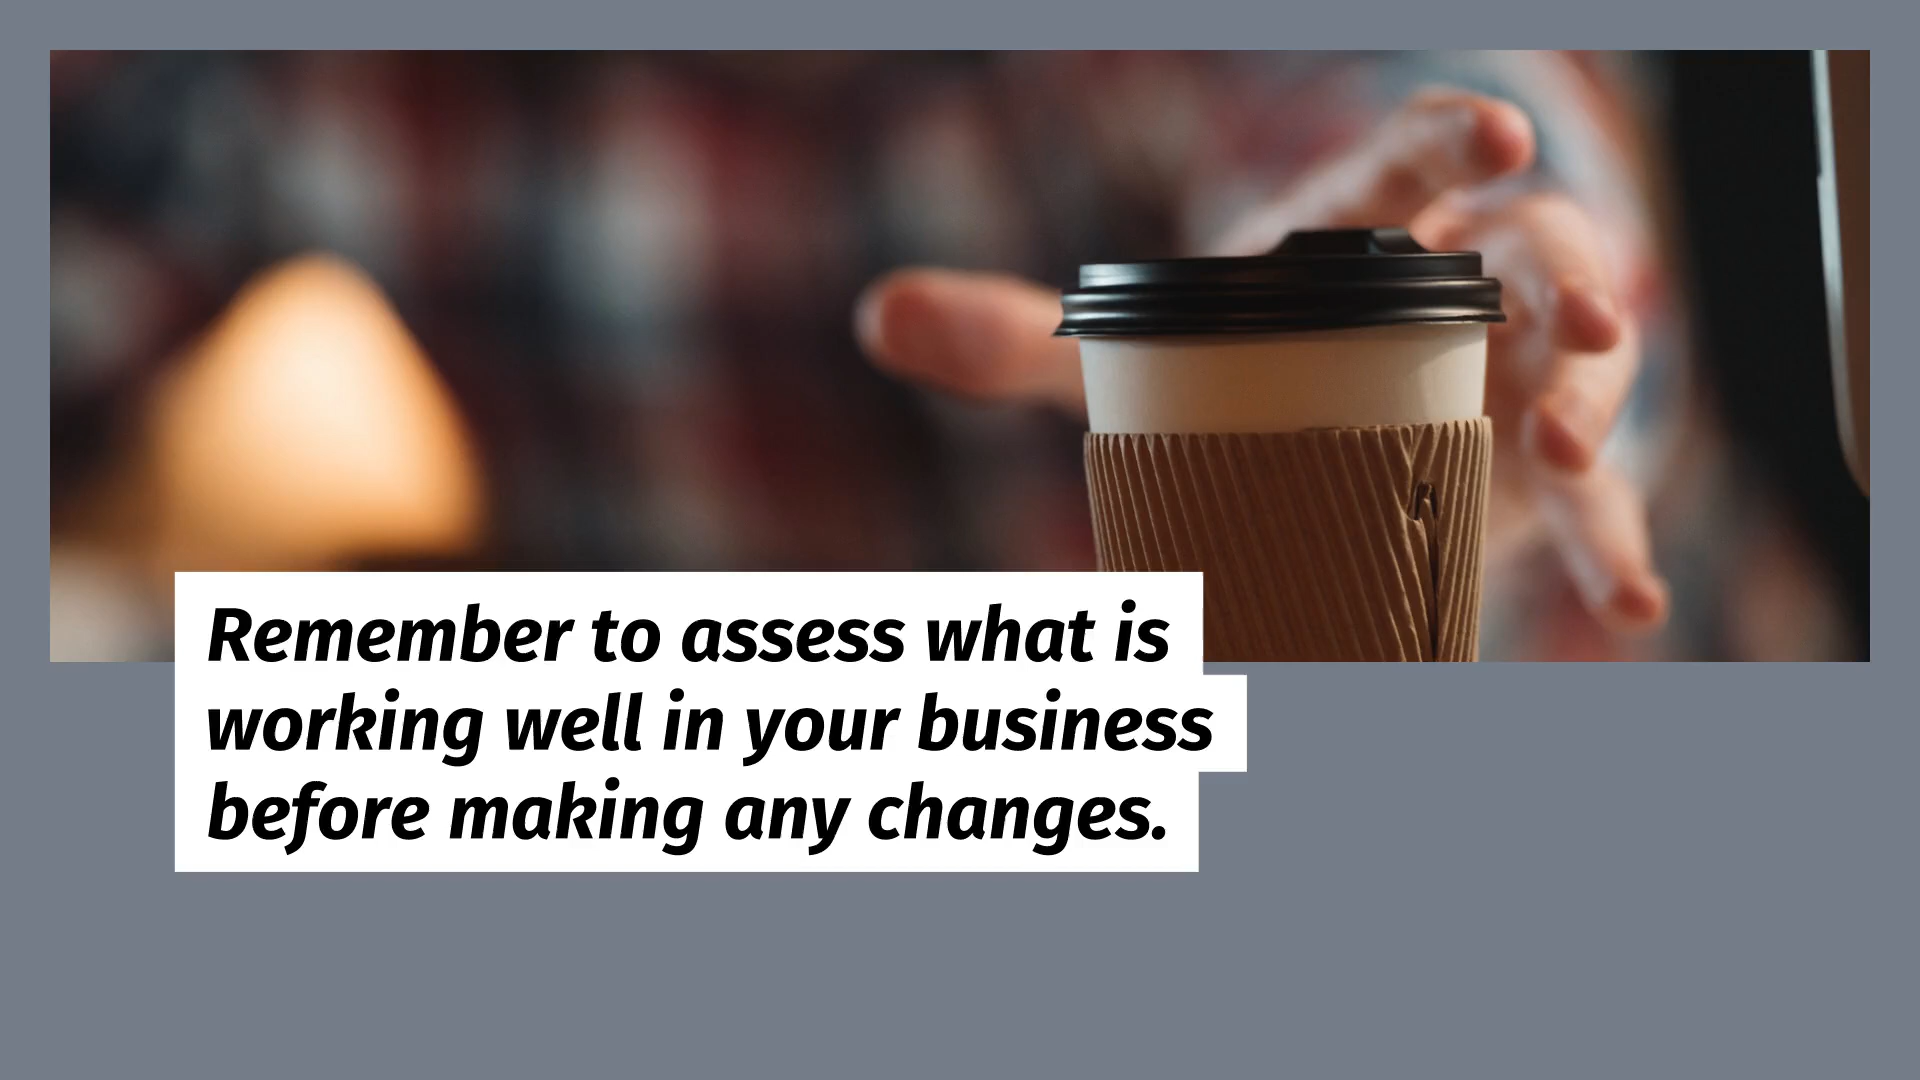 Remember to assess what is
working well in your business
before making any changes.